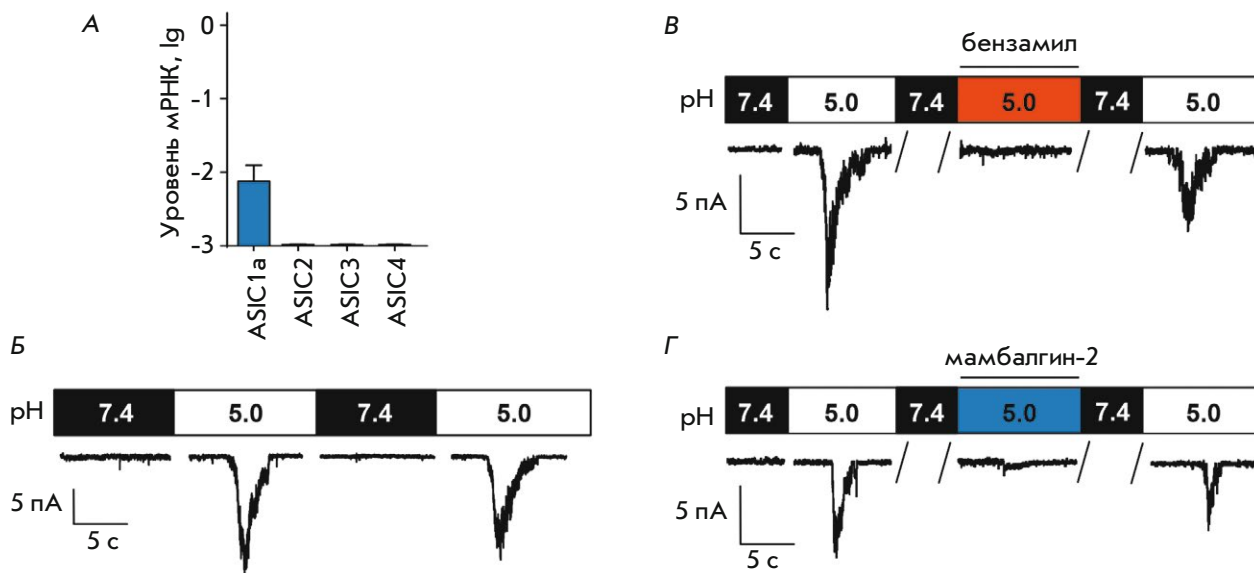 А
Уровень мРНК, lg
0
-1
-2
-3
ASIC1a
ASIC2
ASIC3
ASIC4
Б
pH 7.4 5.0 7.4 5.0
5 пА
5 с
В
бензамил
pH 7.4 5.0 7.4 5.0 7.4 5.0
5 пА
5 с
Г
мамбалгин-2
pH 7.4 5.0 7.4 5.0 7.4 5.0
5 пА
5 с